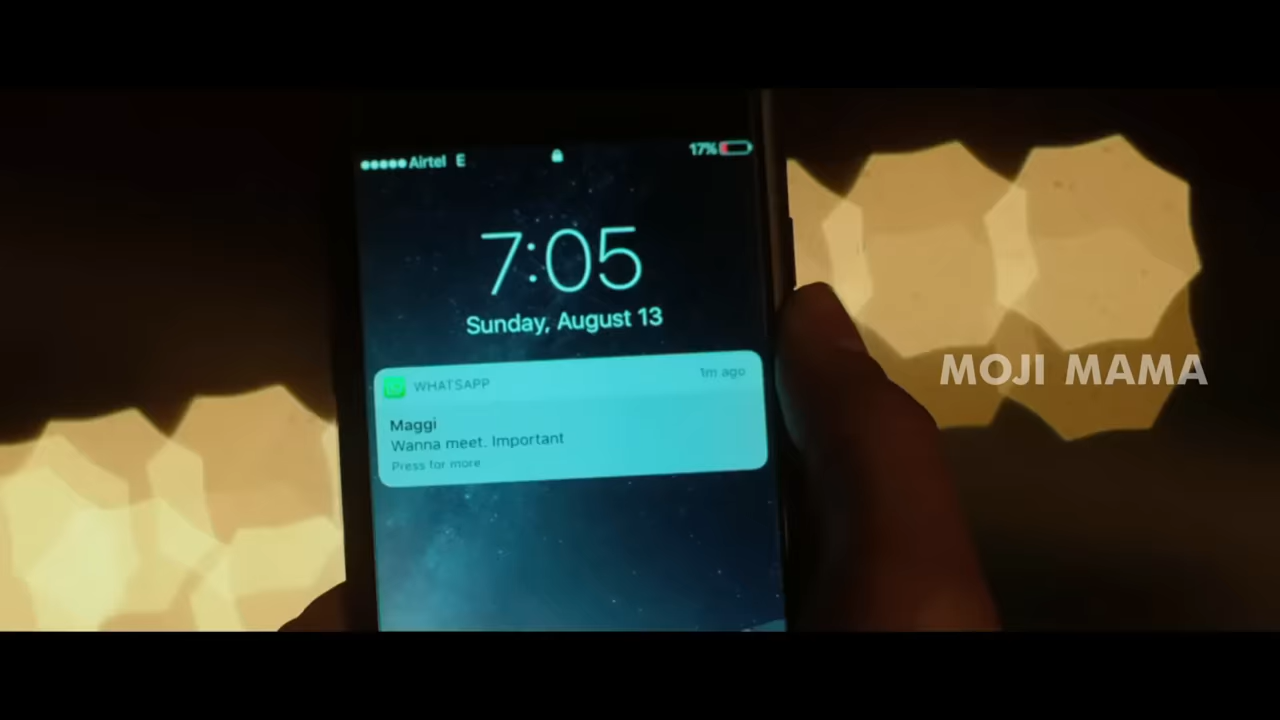 Airtel E 17%
7:05
Sunday, August 13
WHATSAPP 1m ago
Maggi
Wanna meet. Important
Press for more
MOJI MAMA